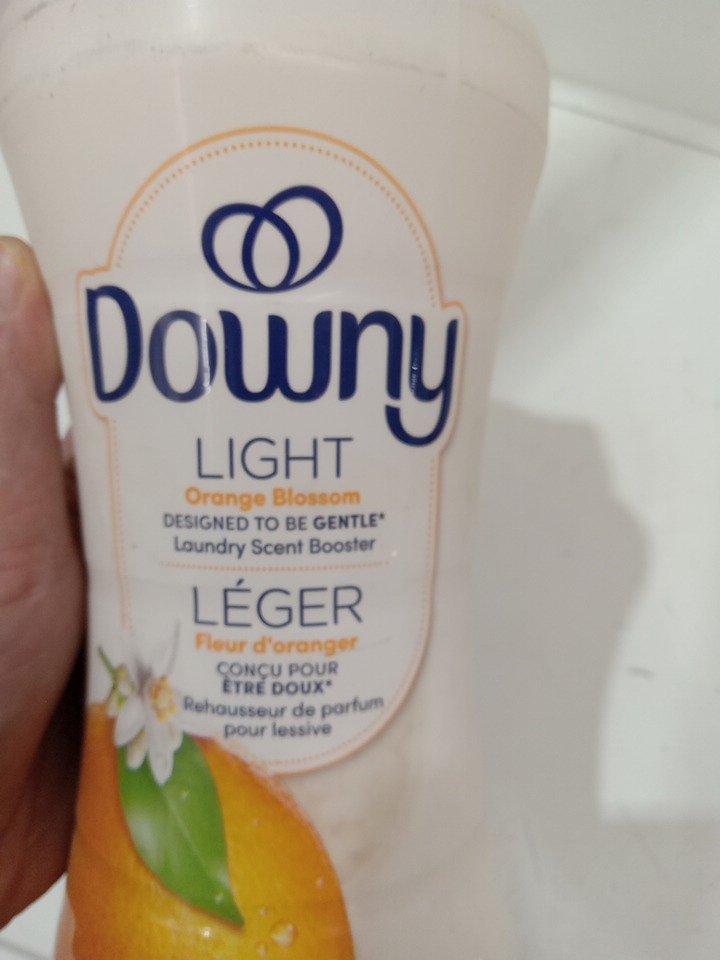 Downy
LIGHT
Orange Blossom
DESIGNED TO BE GENTLE*
Laundry Scent Booster
LÉGER
Fleur d'oranger
CONÇU POUR
ÊTRE DOUX*
Rehausseur de parfum
pour lessive